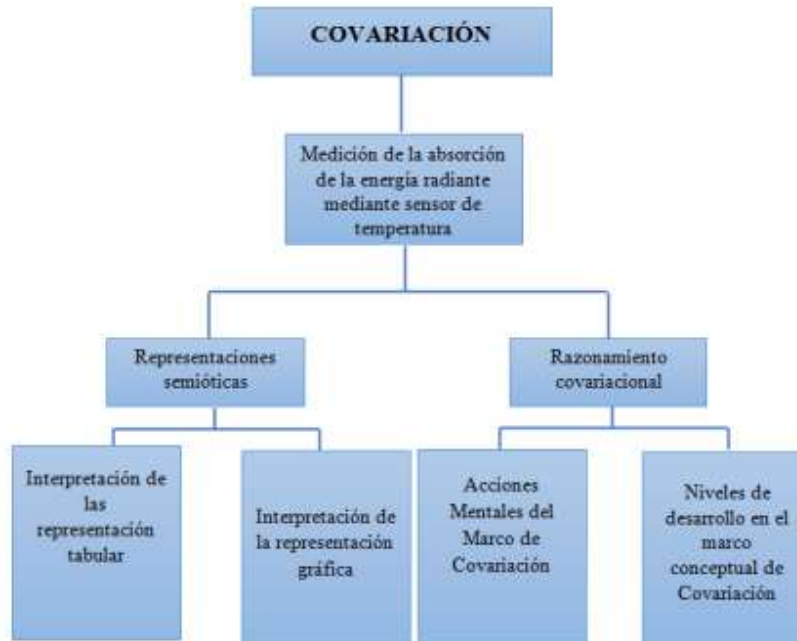 COVARIACIÓN
Medición de la absorción
de la energía radiante
mediante sensor de
temperatura
Representaciones
semióticas
Razonamiento
covariacional
Interpretación de
las
representación
tabular
Interpretación de
la representación
gráfica
Acciones
Mentales del
Marco de
Covariación
Niveles de
desarrollo en el
marco
conceptual de
Covariación